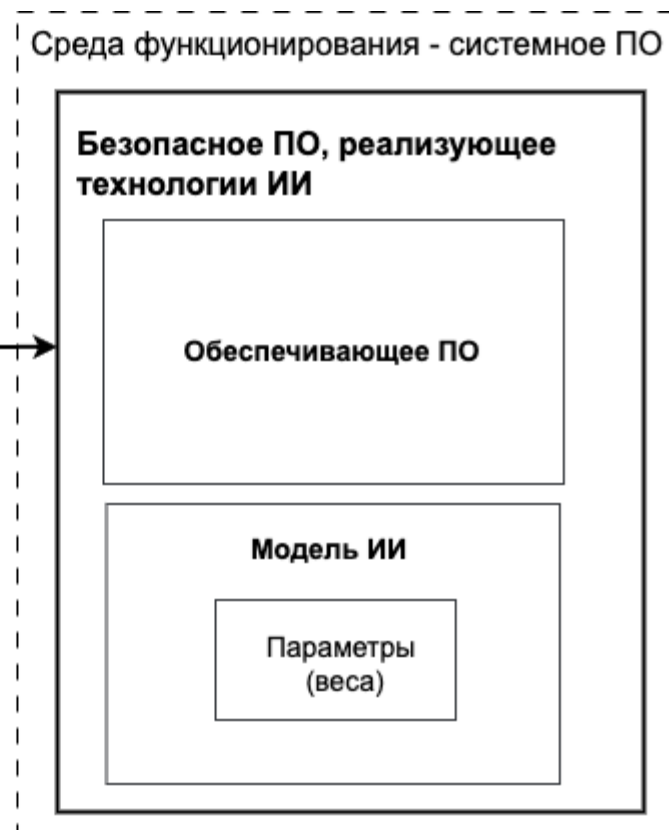 Среда функционирования - системное ПО
Безопасное ПО, реализующее
технологии ИИ
Обеспечивающее ПО
Модель ИИ
Параметры
(веса)